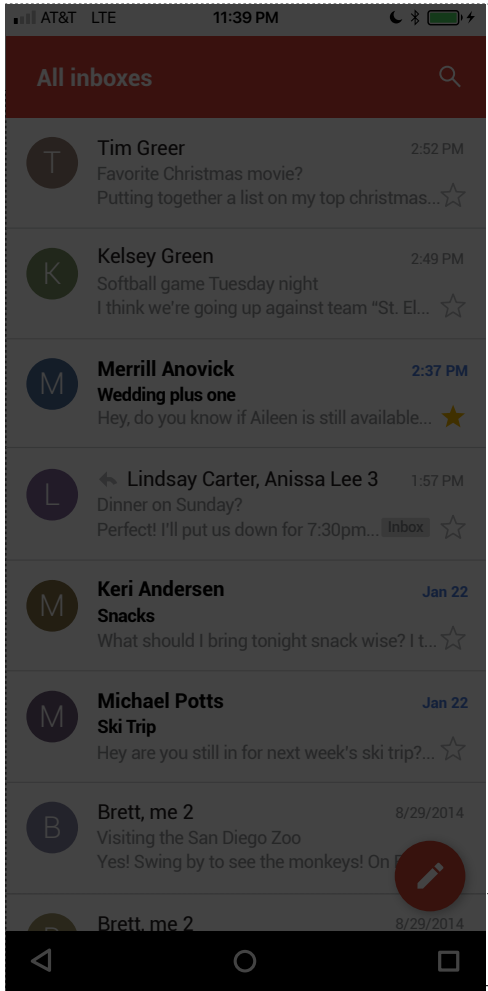 AT&T LTE 11:39 PM
All inboxes
T
Tim Greer 2:52 PM
Favorite Christmas movie?
Putting together a list on my top christmas...
K
Kelsey Green 2:49 PM
Softball game Tuesday night
I think we're going up against team “St. El...
M
Merrill Anovick 2:37 PM
Wedding plus one
Hey, do you know if Aileen is still available...
L
Lindsay Carter, Anissa Lee 3 1:57 PM
Dinner on Sunday?
Perfect! I'll put us down for 7:30pm... Inbox
M
Keri Andersen Jan 22
Snacks
What should I bring tonight snack wise? I t...
M
Michael Potts Jan 22
Ski Trip
Hey are you still in for next week's ski trip?...
B
Brett, me 2 8/29/2014
Visiting the San Diego Zoo
Yes! Swing by to see the monkeys! On
B
Brett, me 2 8/29/2014